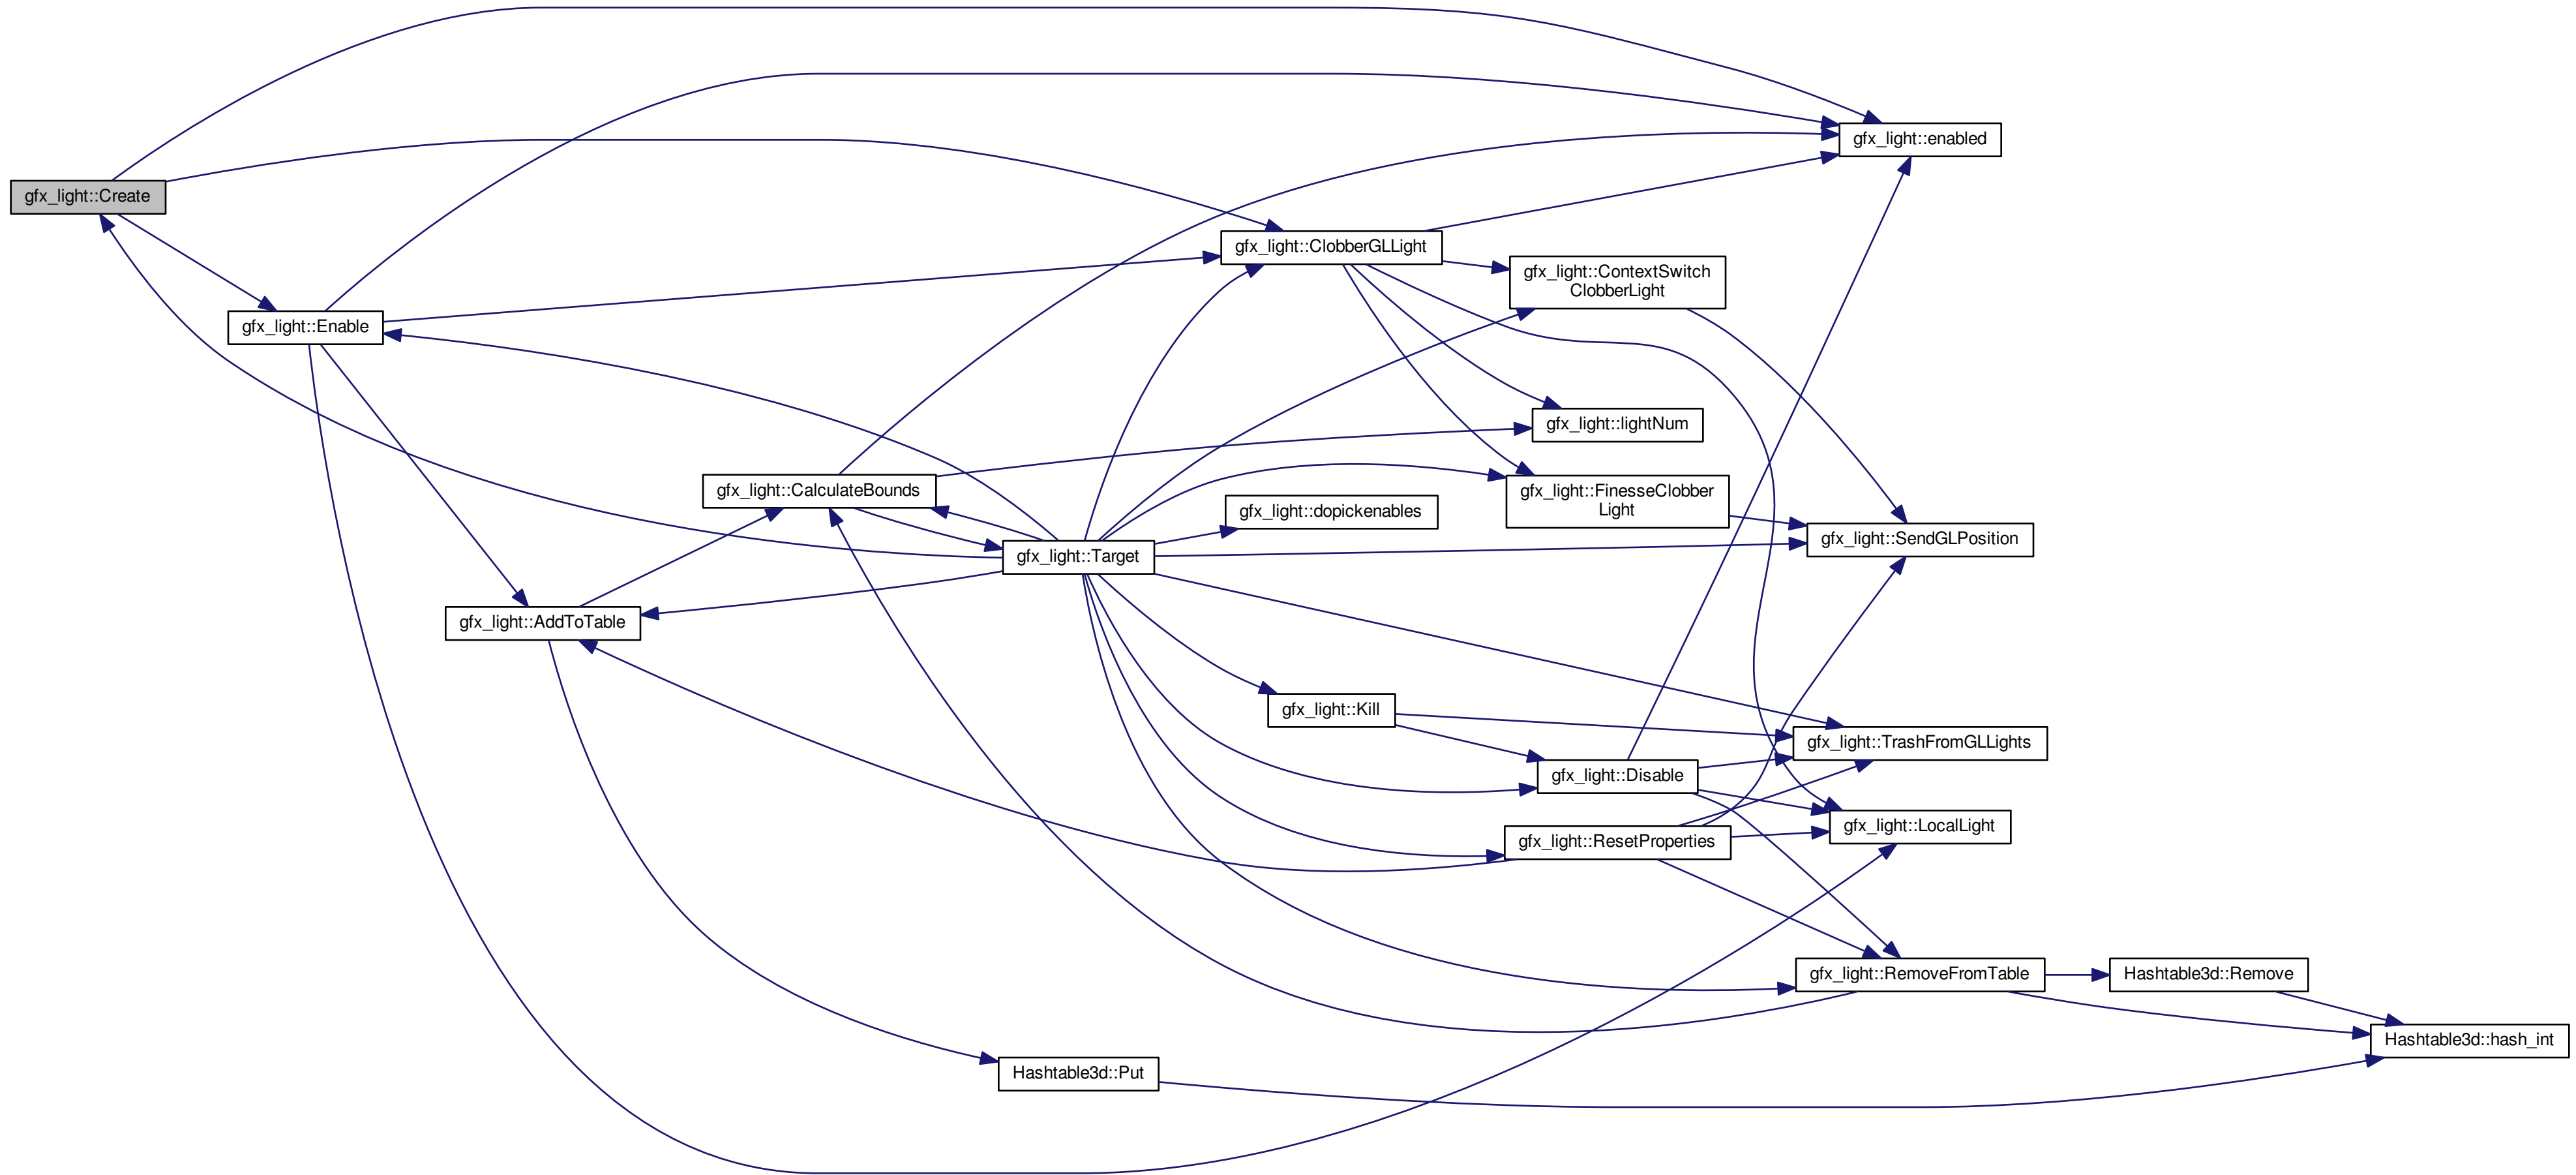 gfx_light::enabled
gfx_light::Create
gfx_light::ClobberGLLight
gfx_light::ContextSwitch
ClobberLight
gfx_light::Enable
gfx_light::lightNum
gfx_light::CalculateBounds
gfx_light::FinesseClobber
Light
gfx_light::dopickenables
gfx_light::SendGLPosition
gfx_light::Target
gfx_light::AddToTable
gfx_light::Kill
gfx_light::TrashFromGLLights
gfx_light::Disable
gfx_light::LocalLight
gfx_light::ResetProperties
gfx_light::RemoveFromTable
Hashtable3d::Remove
Hashtable3d::hash_int
Hashtable3d::Put